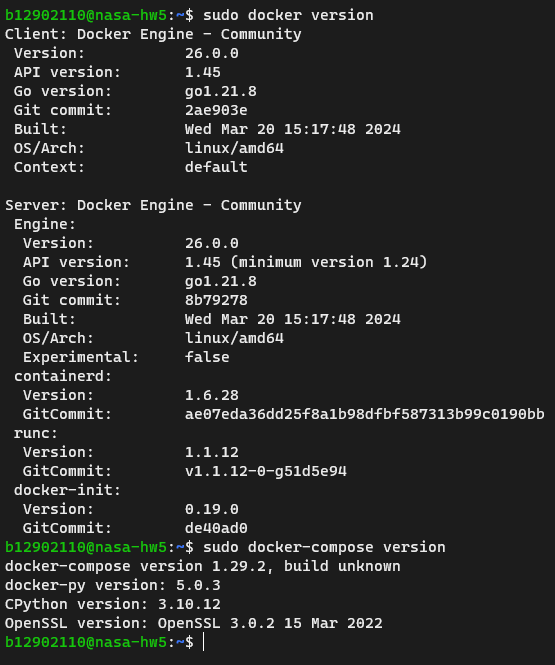 b12902110@nasa-hw5:~$ sudo docker version
Client: Docker Engine - Community
 Version:           26.0.0
 API version:       1.45
 Go version:        go1.21.8
 Git commit:        2ae903e
 Built:             Wed Mar 20 15:17:48 2024
 OS/Arch:           linux/amd64
 Context:           default

Server: Docker Engine - Community
 Engine:
  Version:          26.0.0
  API version:      1.45 (minimum version 1.24)
  Go version:       go1.21.8
  Git commit:       8b79278
  Built:            Wed Mar 20 15:17:48 2024
  OS/Arch:          linux/amd64
  Experimental:     false
 containerd:
  Version:          1.6.28
  GitCommit:        ae07eda36dd25f8a1b98dfbf587313b99c0190bb
 runc:
  Version:          1.1.12
  GitCommit:        v1.1.12-0-g51d5e94
 docker-init:
  Version:          0.19.0
  GitCommit:        de40ad0
b12902110@nasa-hw5:~$ sudo docker-compose version
docker-compose version 1.29.2, build unknown
docker-py version: 5.0.3
CPython version: 3.10.12
OpenSSL version: OpenSSL 3.0.2 15 Mar 2022
b12902110@nasa-hw5:~$